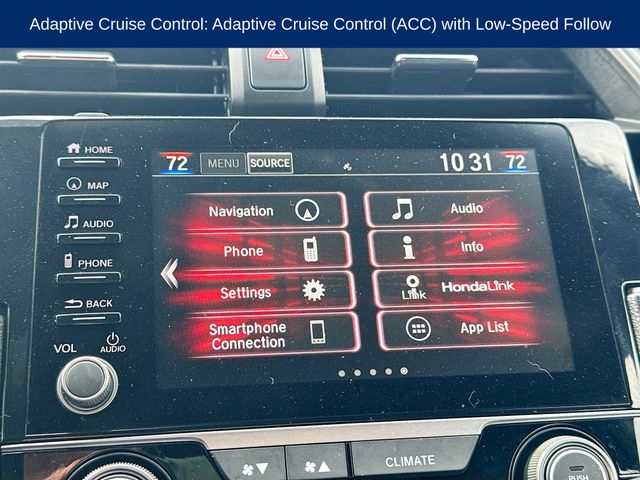 Adaptive Cruise Control: Adaptive Cruise Control (ACC) with Low-Speed Follow
HOME
MAP
AUDIO
PHONE
BACK
VOL
AUDIO
72 MENU SOURCE 10 31 72
Navigation
Audio
Phone
Info
Settings
Link HondaLink
Smartphone
Connection
App List
CLIMATE
PUSH